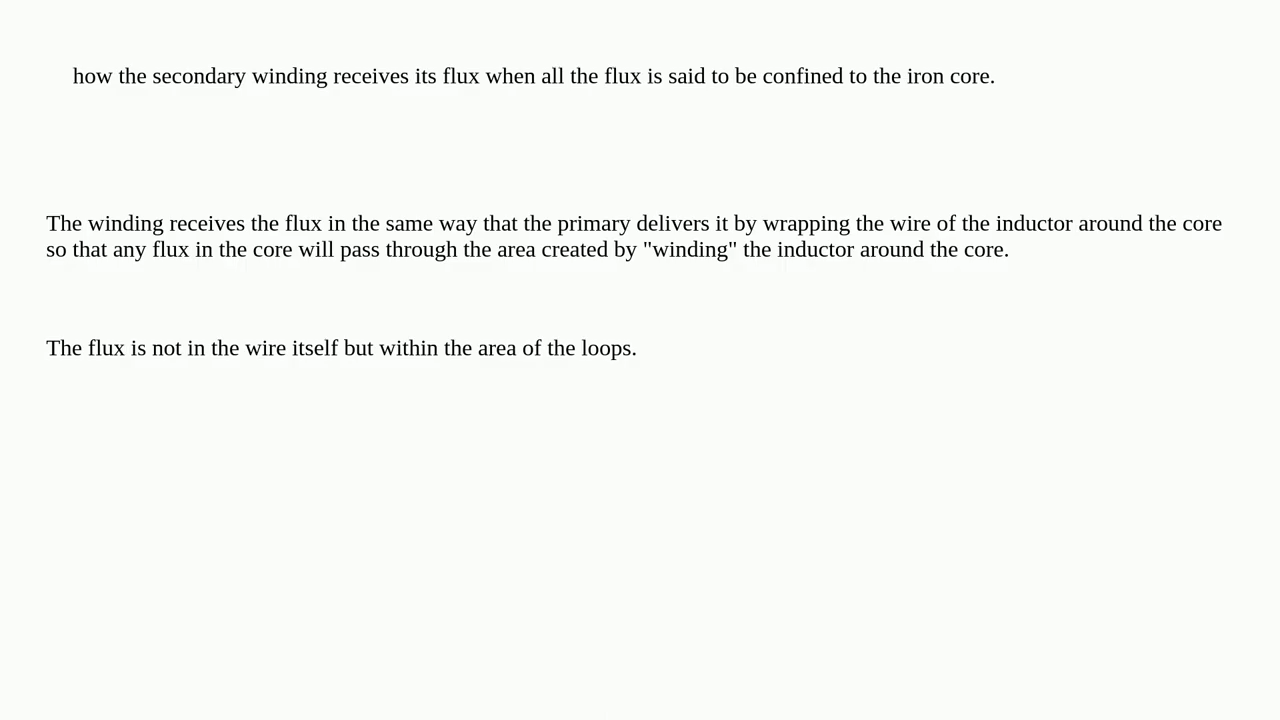 how the secondary winding receives its flux when all the flux is said to be confined to the iron core.
The winding receives the flux in the same way that the primary delivers it by wrapping the wire of the inductor around the core
so that any flux in the core will pass through the area created by "winding" the inductor around the core.
The flux is not in the wire itself but within the area of the loops.